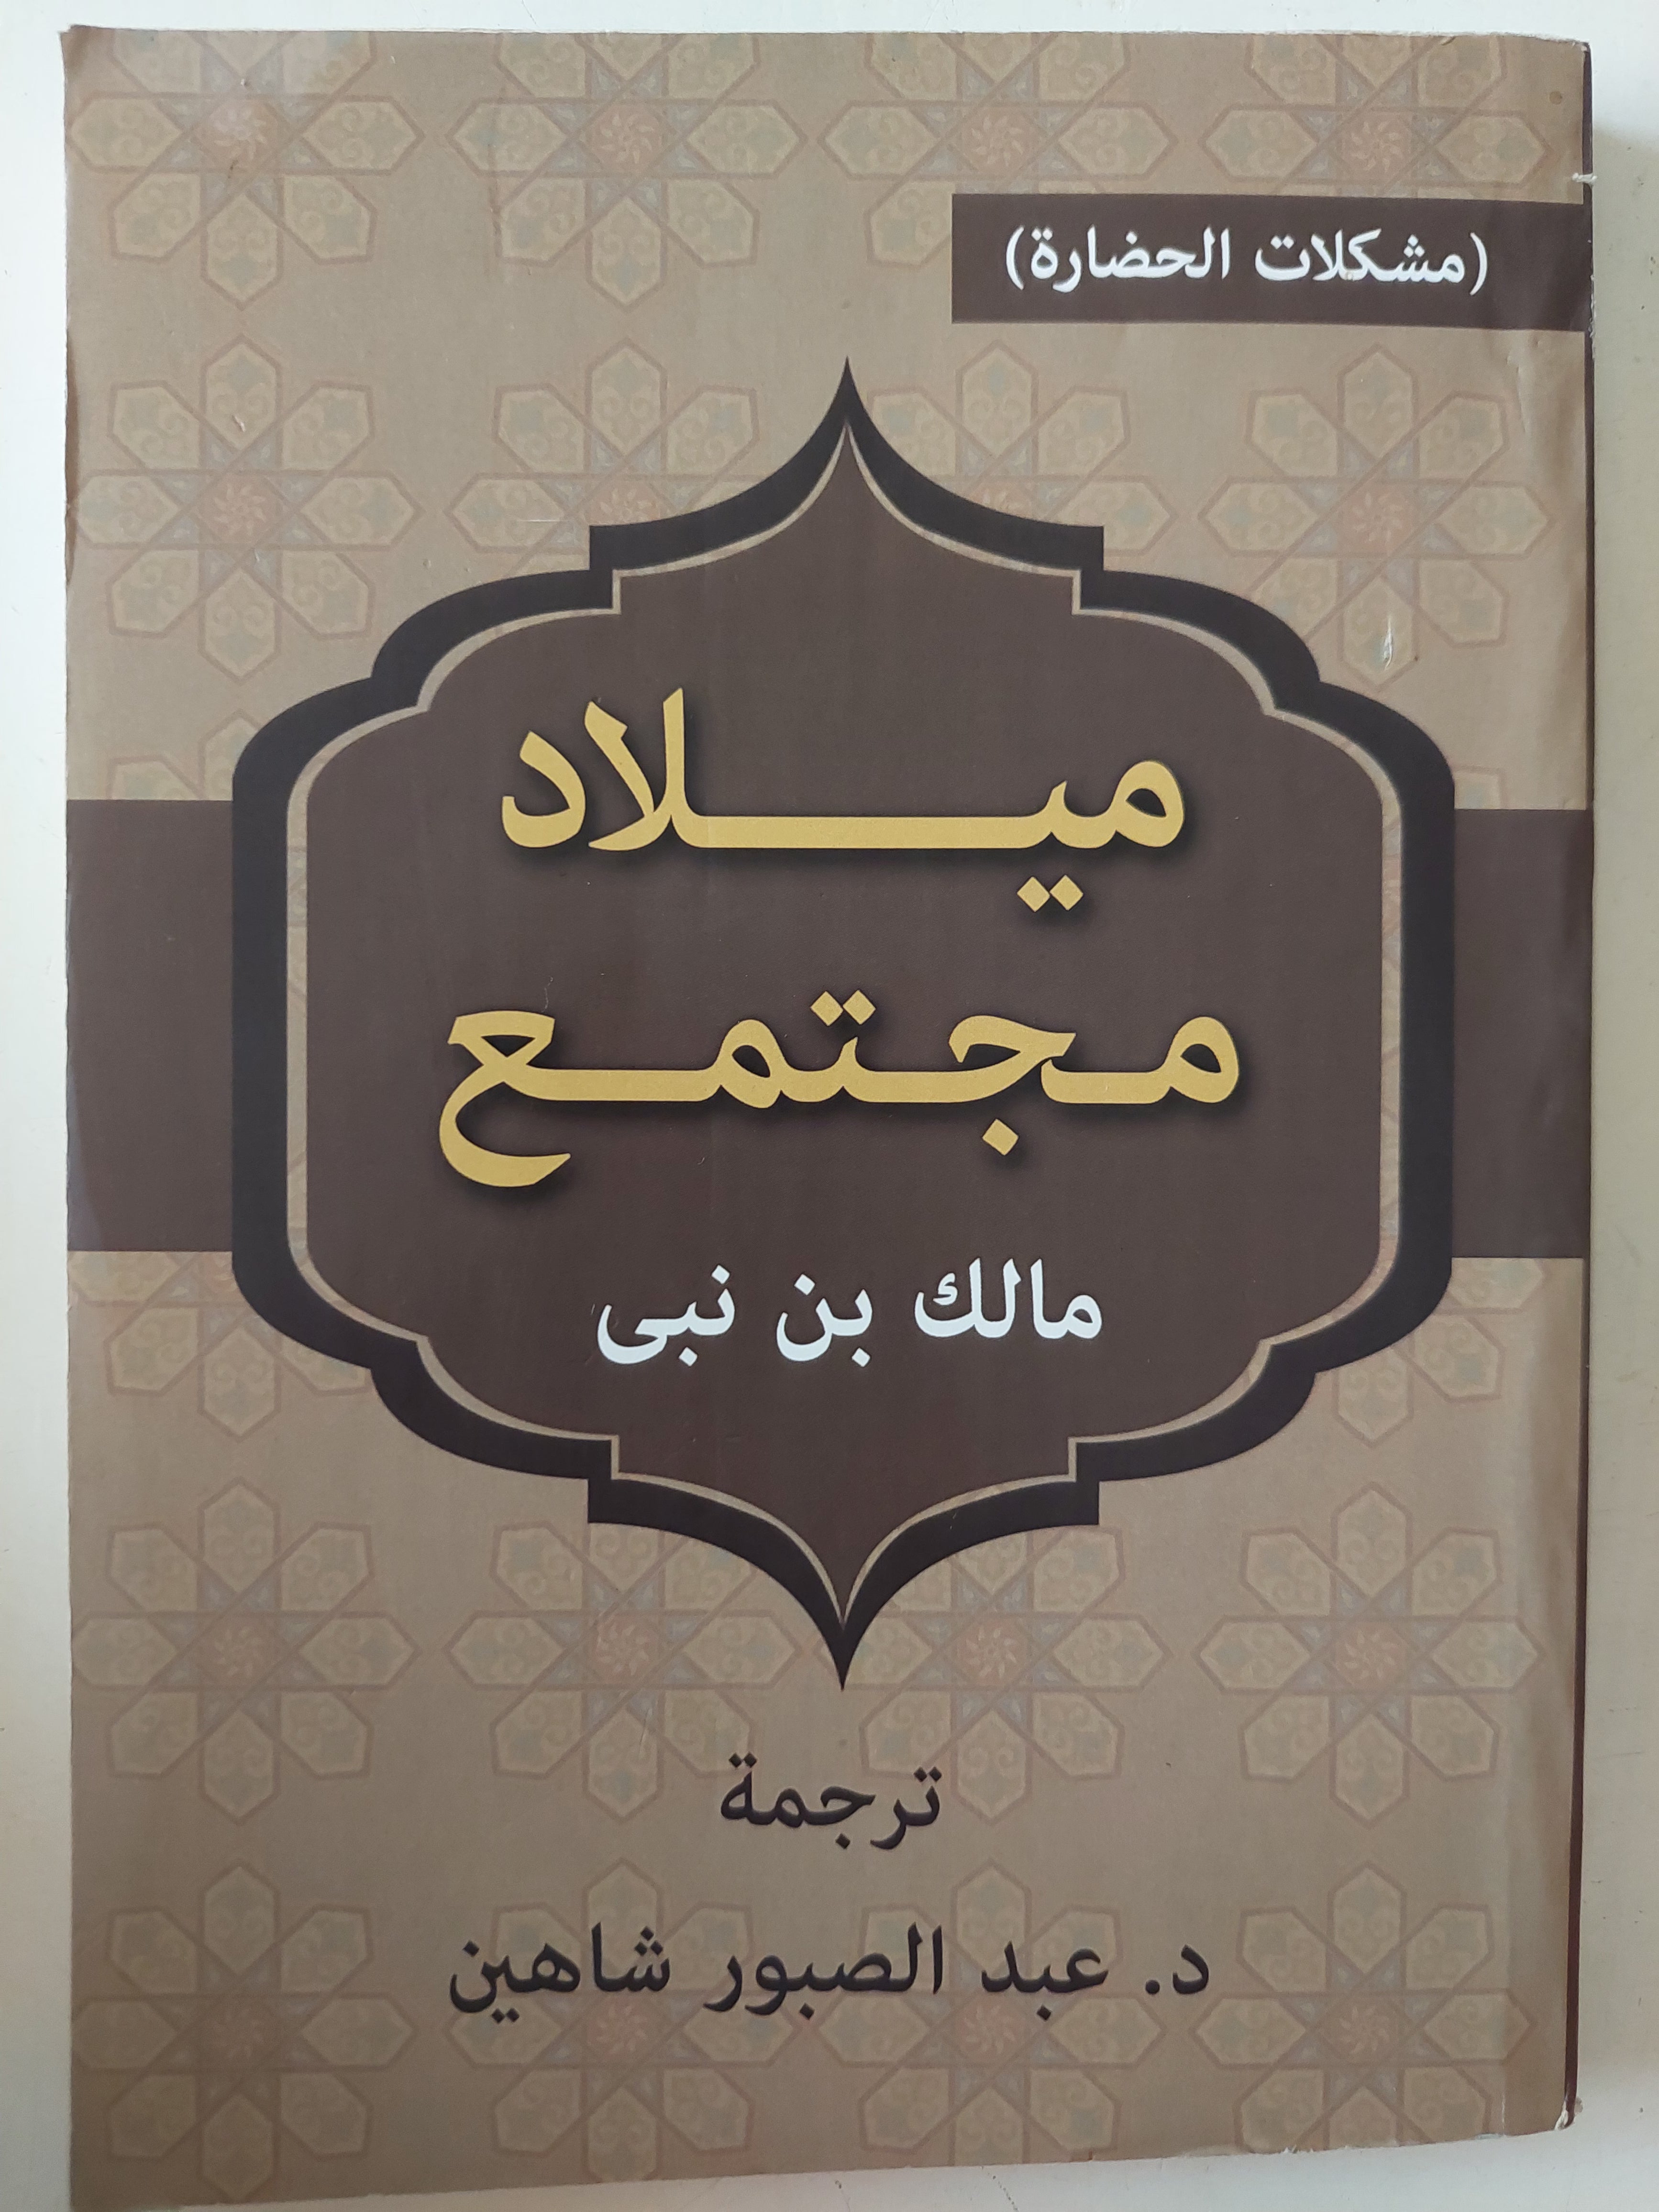 (مشكلات الحضارة)
ميلاد
مجتمع
مالك بن نبى
ترجمة
د. عبد الصبور شاهين